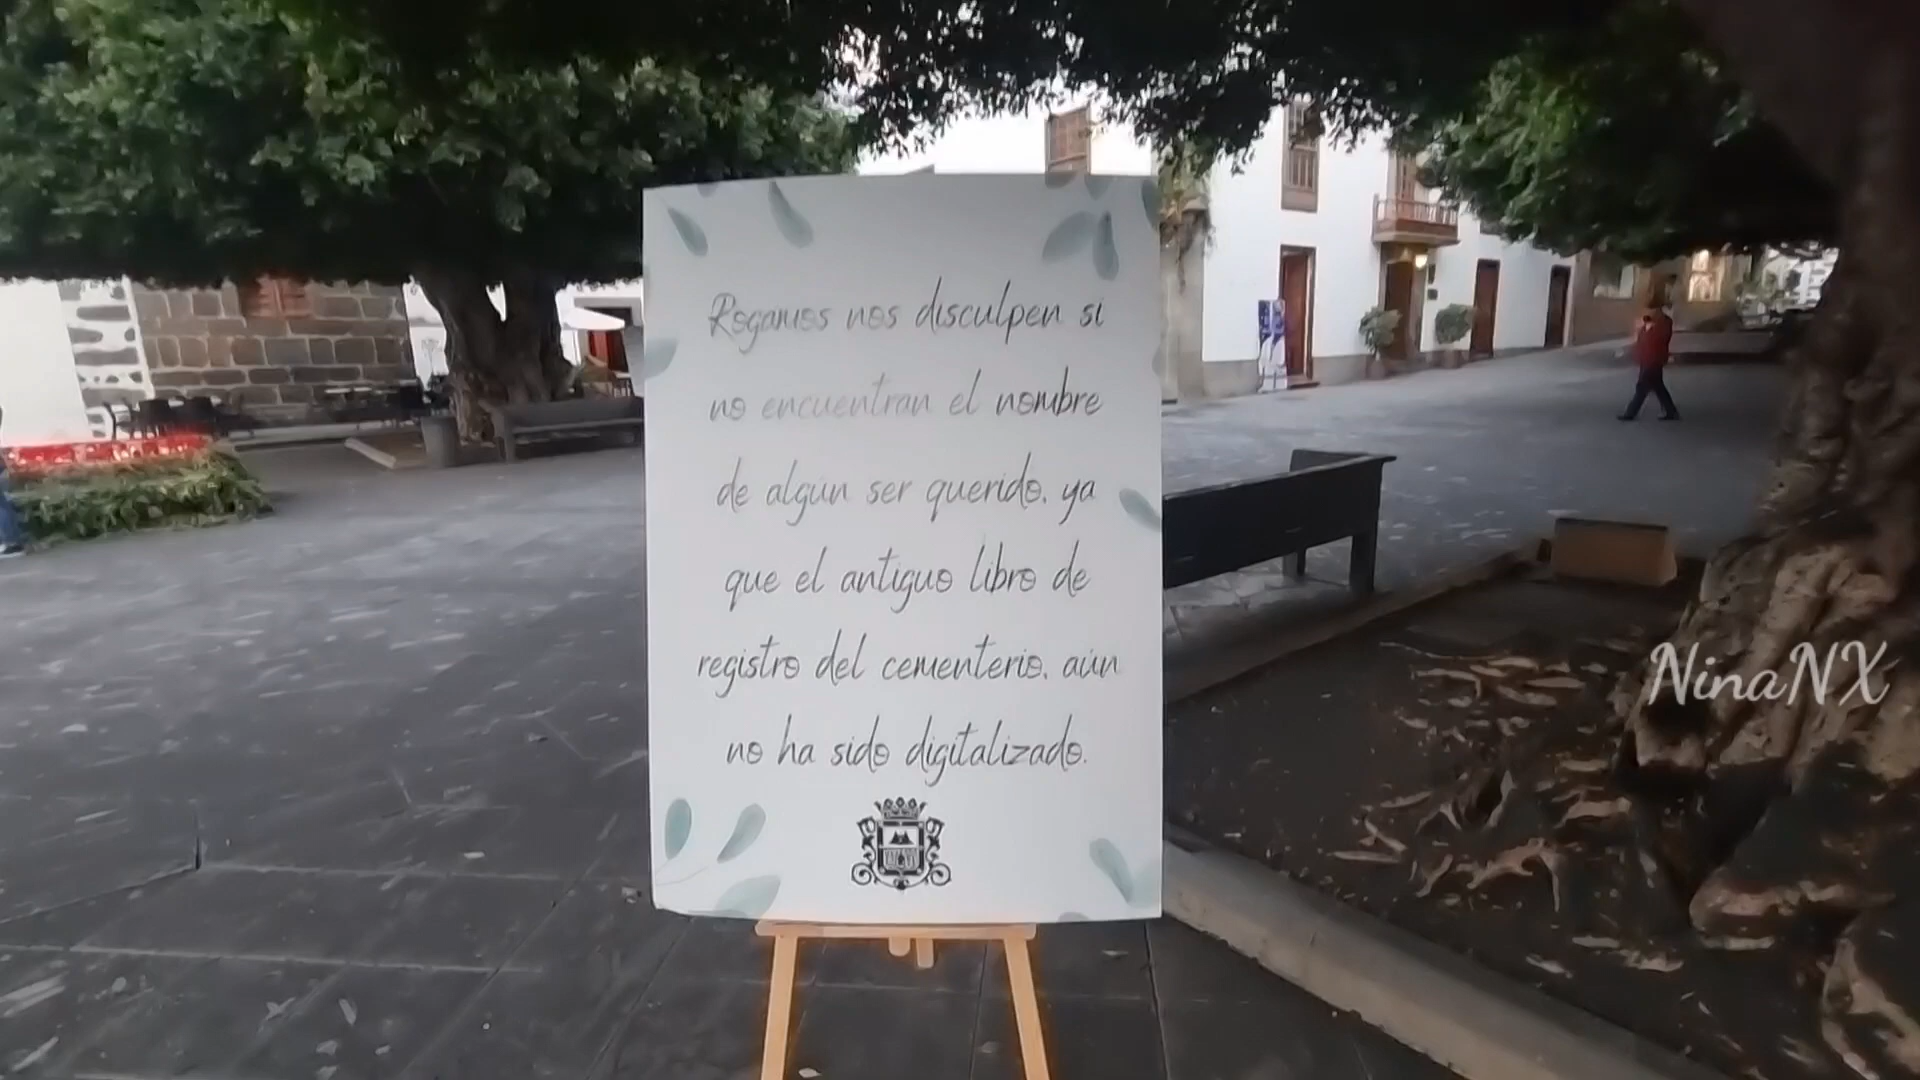 Rogamos nos disculpen si
no encuentran el nombre
de algún ser querido, ya
que el antiguo libro de
registro del cementerio, aún
no ha sido digitalizado.
NinaNX